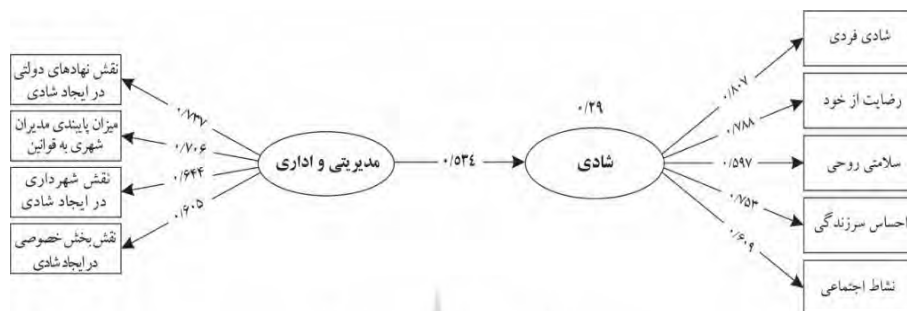 شادی فردی
رضایت از خود
سلامتی روحی
احساس سرزندگی
نشاط اجتماعی
۰/۸۰۷
۰/۷۸۸
۰/۵۹۷
۰/۷۵۳
۰/۶۰۹
۰/۲۹
شادی
۰/۵۳۴
مدیریتی و اداری
۰/۷۳۷
۰/۷۰۶
۰/۶۴۴
۰/۶۰۵
نقش نهادهای دولتی
در ایجاد شادی
میزان پایبندی مدیران
شهری به قوانین
نقش شهرداری
در ایجاد شادی
نقش بخش خصوصی
در ایجاد شادی